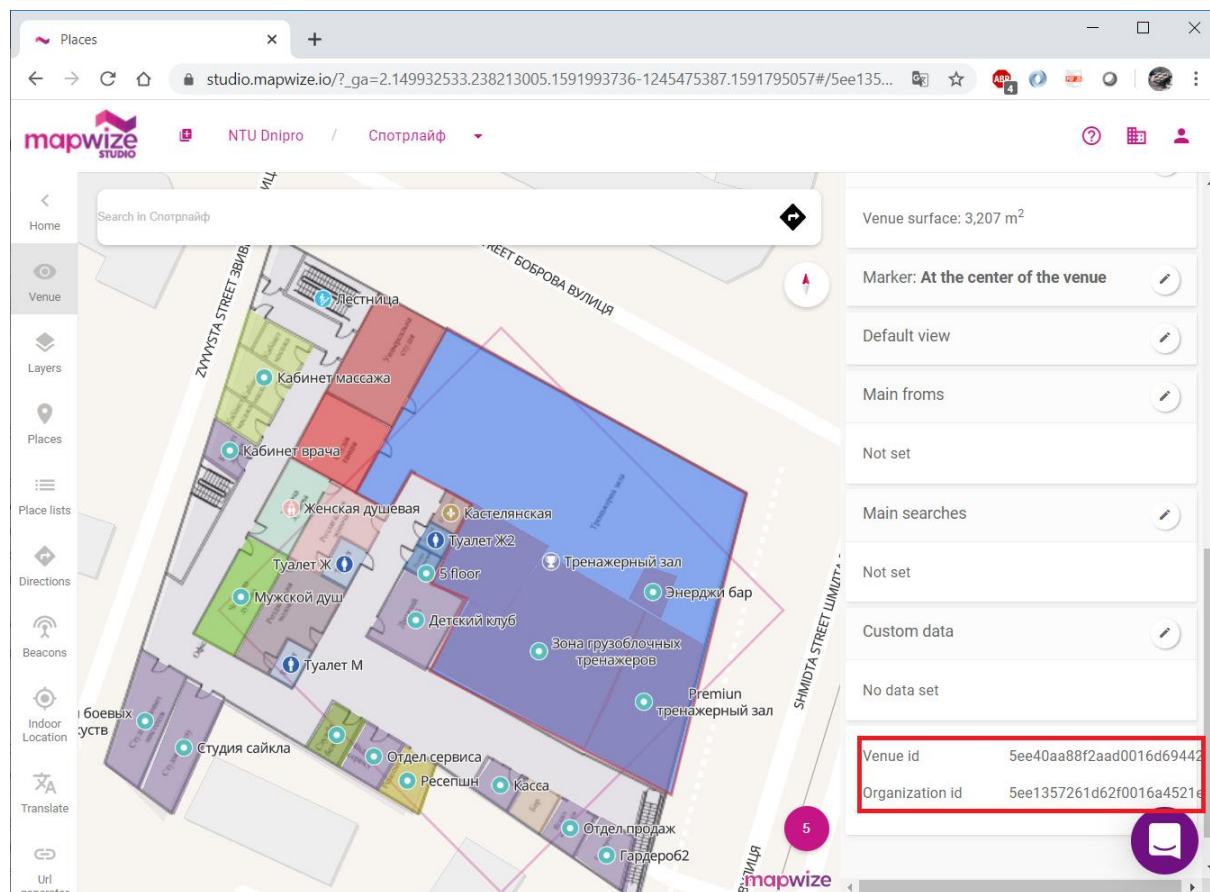 Places
studio.mapwize.io/?_ga=2.149932533.238213005.1591993736-1245475387.1591795057#/5ee135...
ABP
4
mapwize
STUDIO
NTU Dnipro / Спотрлайф
Home
Venue
Layers
Places
Place lists
Directions
Beacons
Indoor
Location
Translate
Url
Search in Спотрлайф
STREET БОБРОВА ВУЛИЦЯ
ZVYVYSTA STREET ЗВИВ
SHMIDTA STREET ШМІДТА
Лестница
Кабинет массажа
Кабинет врача
Женская душевая
Кастелянская
Туалет Ж2
Туалет Ж
5 floor
Тренажерный зал
Энерджи бар
Мужской душ
Детский клуб
Зона грузоблочных
тренажеров
Туалет М
Premiun
тренажерный зал
боевых
Студия сайкла
Отдел сервиса
Ресепшн
Касса
Отдел продаж
Гардероб2
5
mapwize
Venue surface: 3,207 m²
Marker: At the center of the venue
Default view
Main froms
Not set
Main searches
Not set
Custom data
No data set
Venue id 5ee40aa88f2aad0016d69442
Organization id 5ee1357261d62f0016a4521e